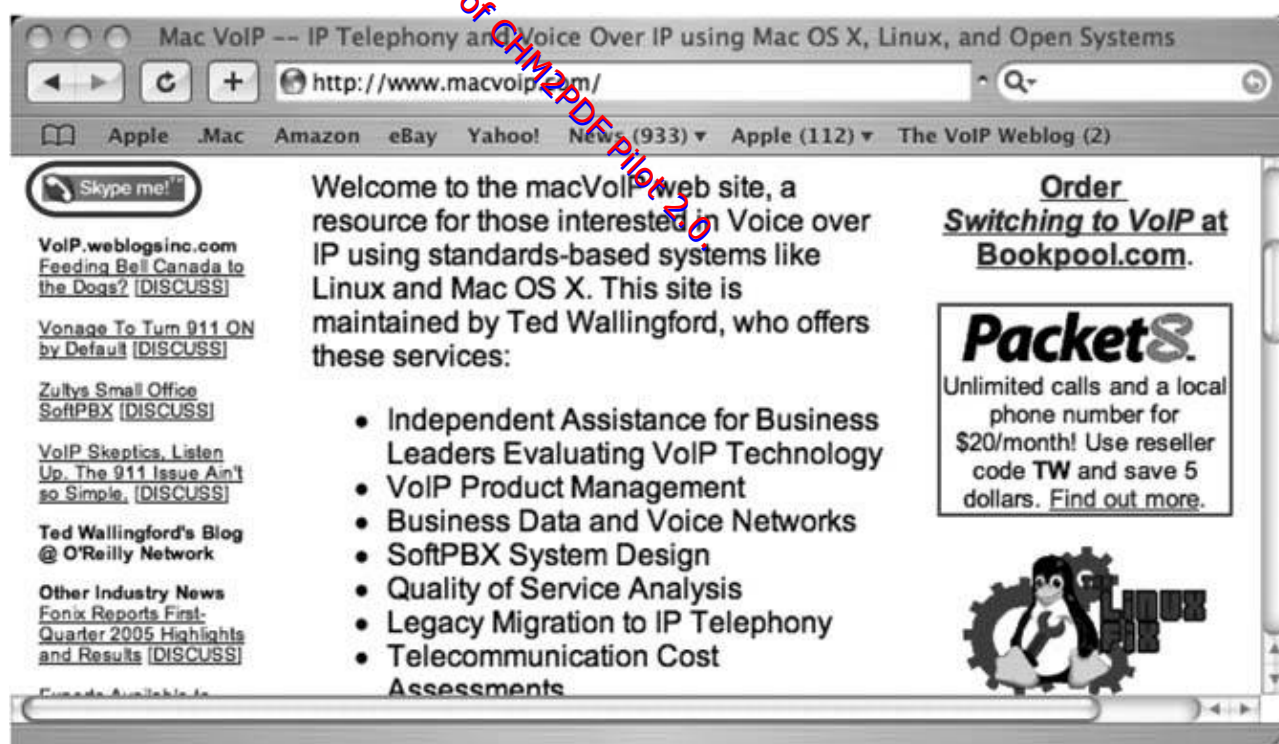 of CHM2PDF Pilot 2.0.
Mac VoIP -- IP Telephony and Voice Over IP using Mac OS X, Linux, and Open Systems
http://www.macvoip.com/
Apple .Mac Amazon eBay Yahoo! News (933) ▾ Apple (112) ▾ The VoIP Weblog (2)
Skype me!™
VoIP.weblogsinc.com
Feeding Bell Canada to
the Dogs? [DISCUSS]
Vonage To Turn 911 ON
by Default [DISCUSS]
Zultys Small Office
SoftPBX [DISCUSS]
VoIP Skeptics, Listen
Up. The 911 Issue Ain't
so Simple. [DISCUSS]
Ted Wallingford's Blog
@ O'Reilly Network
Other Industry News
Fonix Reports First-
Quarter 2005 Highlights
and Results [DISCUSS]
Experts Available to
Welcome to the macVoIP web site, a
resource for those interested in Voice over
IP using standards-based systems like
Linux and Mac OS X. This site is
maintained by Ted Wallingford, who offers
these services:
• Independent Assistance for Business
Leaders Evaluating VoIP Technology
• VoIP Product Management
• Business Data and Voice Networks
• SoftPBX System Design
• Quality of Service Analysis
• Legacy Migration to IP Telephony
• Telecommunication Cost
Assessments
Order
Switching to VoIP at
Bookpool.com.
Packet8.
Unlimited calls and a local
phone number for
$20/month! Use reseller
code TW and save 5
dollars. Find out more.
THE
LINUX
FIX